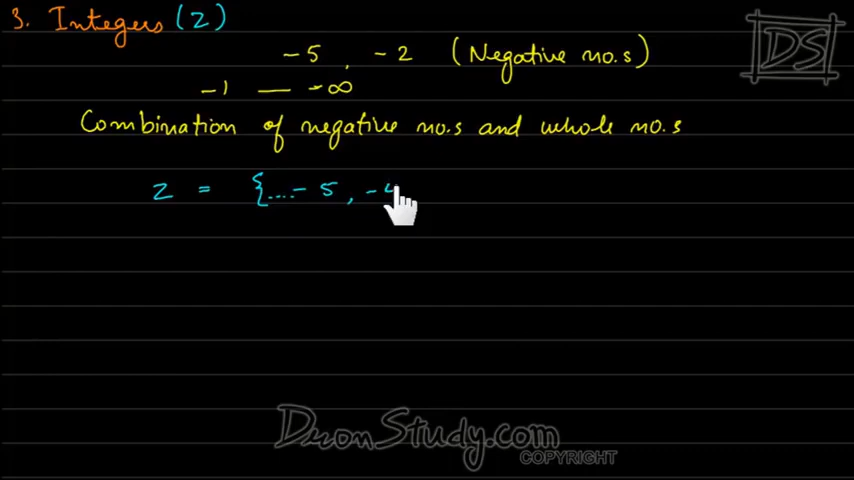 3. Integers (Z)
DS
-5, -2 (Negative no.s)
-1 — -∞
Combination of negative no.s and whole no.s
Z = {....-5, -4
DronStudy.com
COPYRIGHT